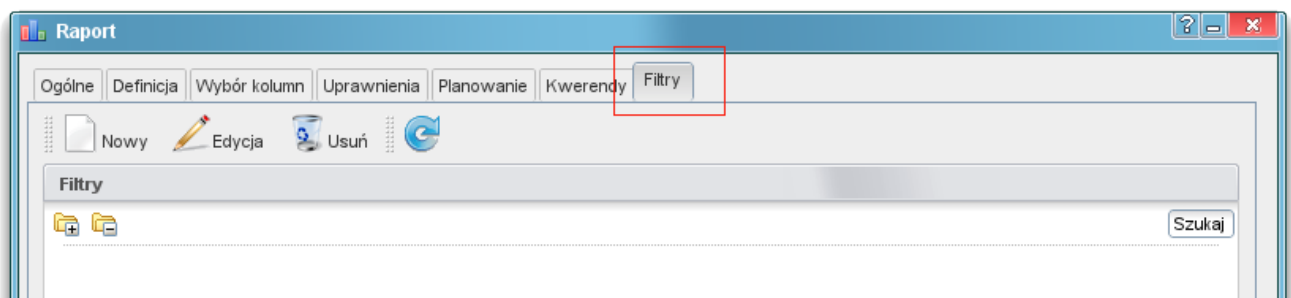 Raport
Ogólne Definicja Wybór kolumn Uprawnienia Planowanie Kwerendy Filtry
Nowy Edycja Usuń
Filtry
Szukaj